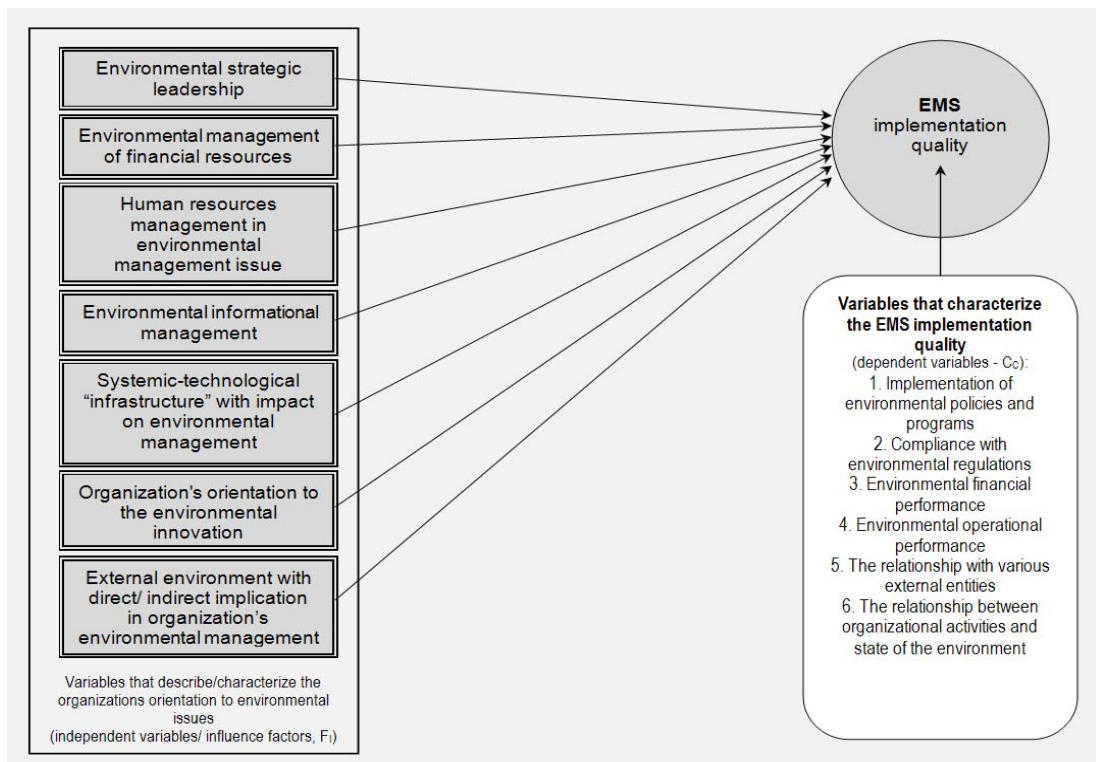 Environmental strategic
leadership
Environmental management
of financial resources
Human resources
management in
environmental
management issue
Environmental informational
management
Systemic-technological
“infrastructure” with impact
on environmental
management
Organization's orientation to
the environmental
innovation
External environment with
direct/ indirect implication
in organization’s
environmental management
Variables that describe/characterize the
organizations orientation to environmental
issues
(independent variables/ influence factors, FI)
EMS
implementation
quality
Variables that characterize
the EMS implementation
quality
(dependent variables - CC):
1. Implementation of
environmental policies and
programs
2. Compliance with
environmental regulations
3. Environmental financial
performance
4. Environmental operational
performance
5. The relationship with various
external entities
6. The relationship between
organizational activities and
state of the environment